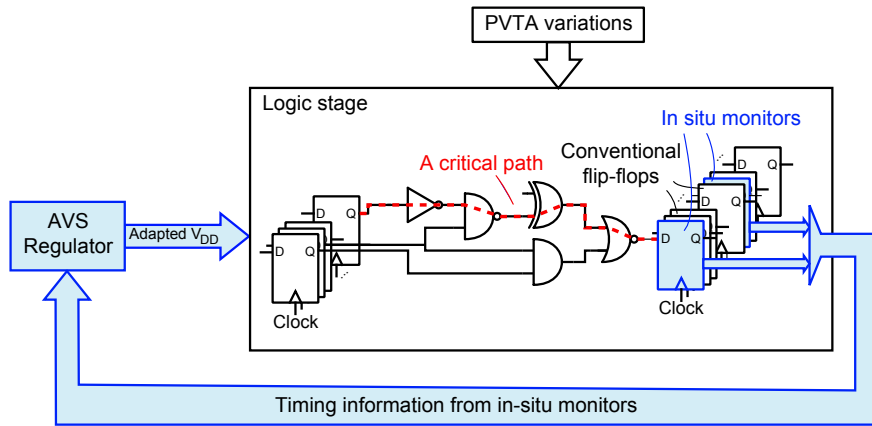 PVTA variations
Logic stage
In situ monitors
A critical path
Conventional
flip-flops
D
Q
D
Q
D
Q
D
Q
D
Q
AVS
Regulator
Adapted VDD
Clock
Clock
Timing information from in-situ monitors